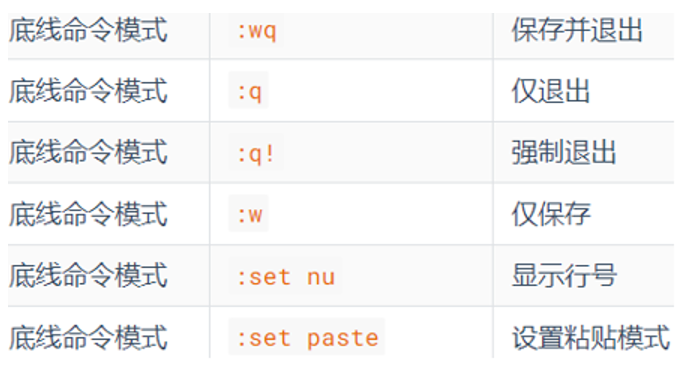 底线命令模式 :wq 保存并退出
底线命令模式 :q 仅退出
底线命令模式 :q! 强制退出
底线命令模式 :w 仅保存
底线命令模式 :set nu 显示行号
底线命令模式 :set paste 设置粘贴模式